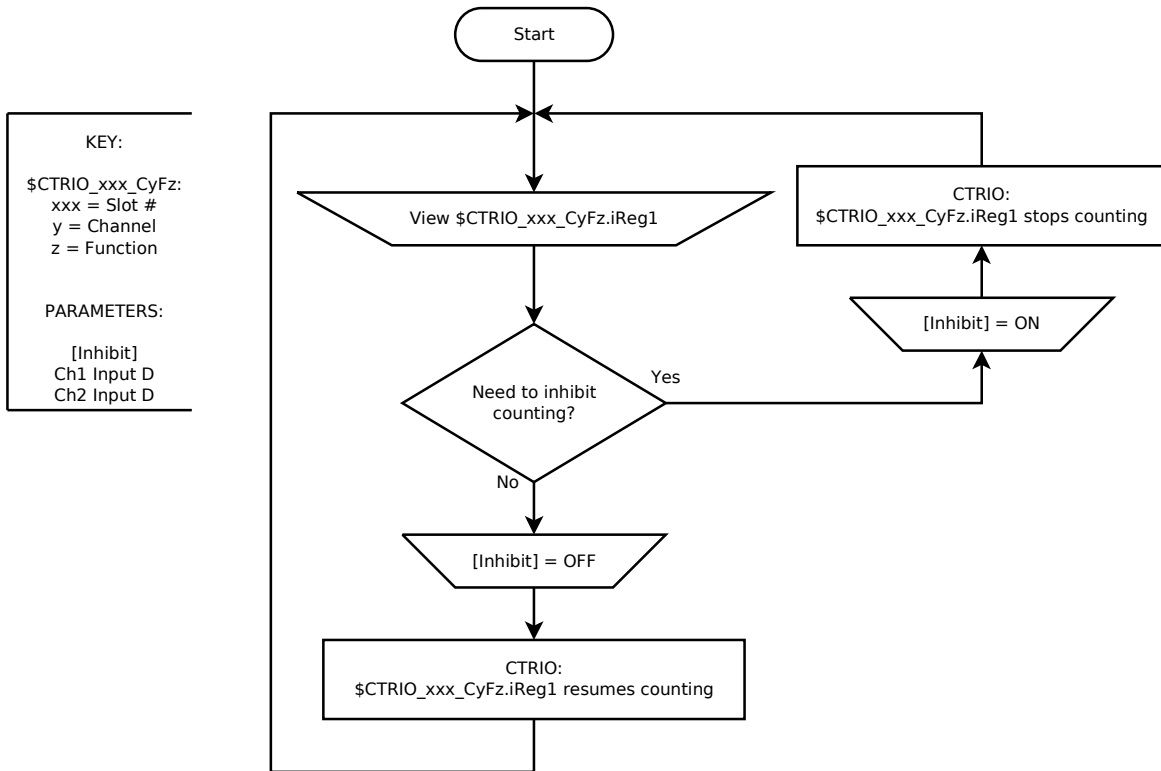 Start
KEY:
$CTRIO_xxx_CyFz:
xxx = Slot #
y = Channel
z = Function
PARAMETERS:
[Inhibit]
Ch1 Input D
Ch2 Input D
View $CTRIO_xxx_CyFz.iReg1
CTRIO:
$CTRIO_xxx_CyFz.iReg1 stops counting
[Inhibit] = ON
Need to inhibit
counting?
Yes
No
[Inhibit] = OFF
CTRIO:
$CTRIO_xxx_CyFz.iReg1 resumes counting